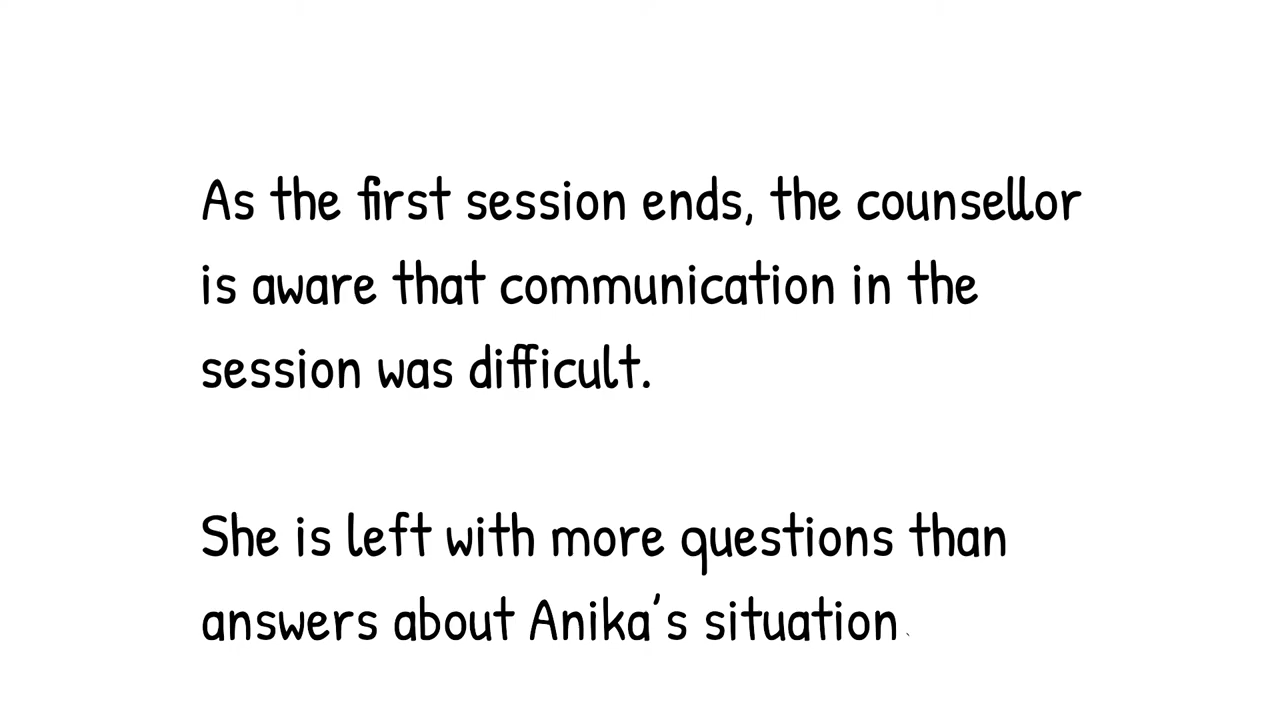 As the first session ends, the counsellor
is aware that communication in the
session was difficult.
She is left with more questions than
answers about Anika's situation